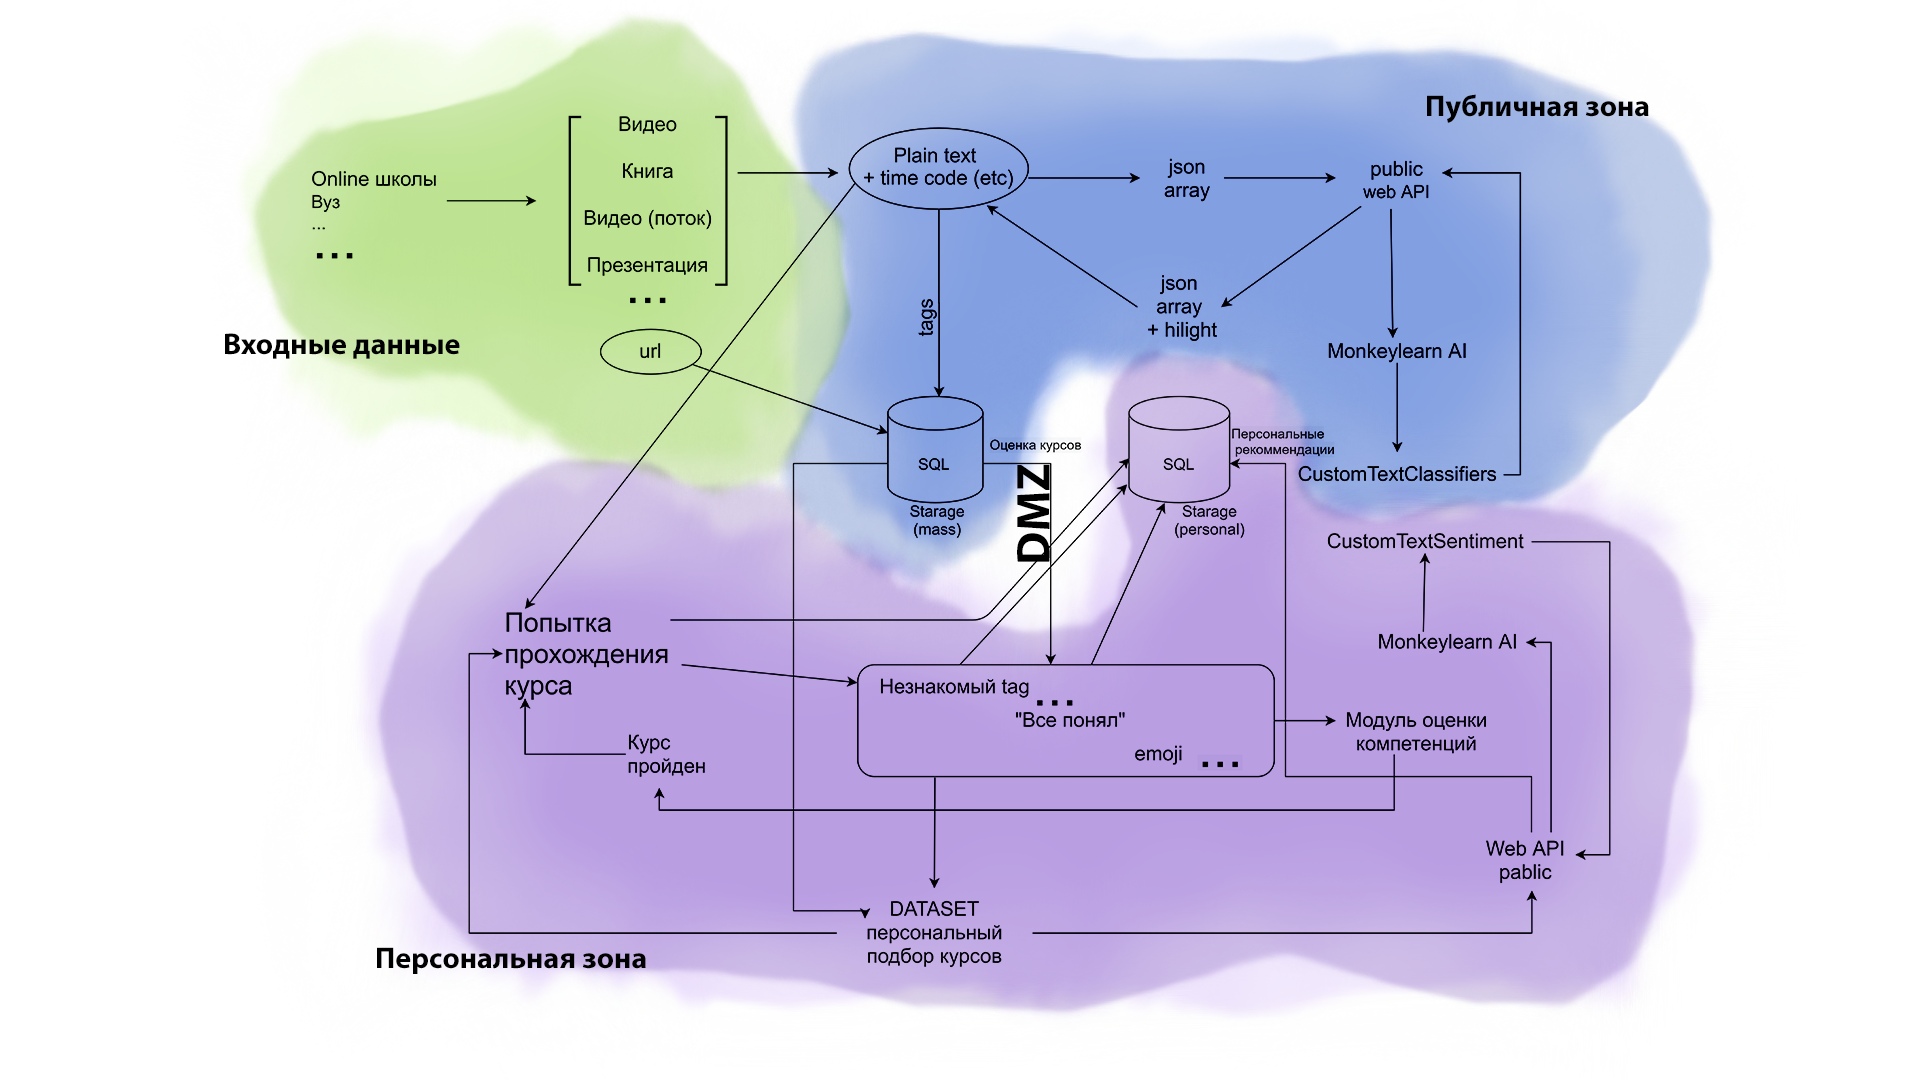 Публичная зона
Видео
Книга
Видео (поток)
Презентация
...
Online школы
Вуз
...
...
Входные данные
url
Plain text
+ time code (etc)
json
array
public
web API
json
array
+ hilight
tags
Monkeylearn AI
CustomTextClassifiers
SQL
Starage
(mass)
Оценка курсов
DMZ
SQL
Starage
(personal)
Персональные
рекоммендации
CustomTextSentiment
Monkeylearn AI
Попытка
прохождения
курса
Незнакомый tag
...
"Все понял"
emoji ...
Модуль оценки
компетенций
Курс
пройден
Web API
pablic
DATASET
персональный
подбор курсов
Персональная зона